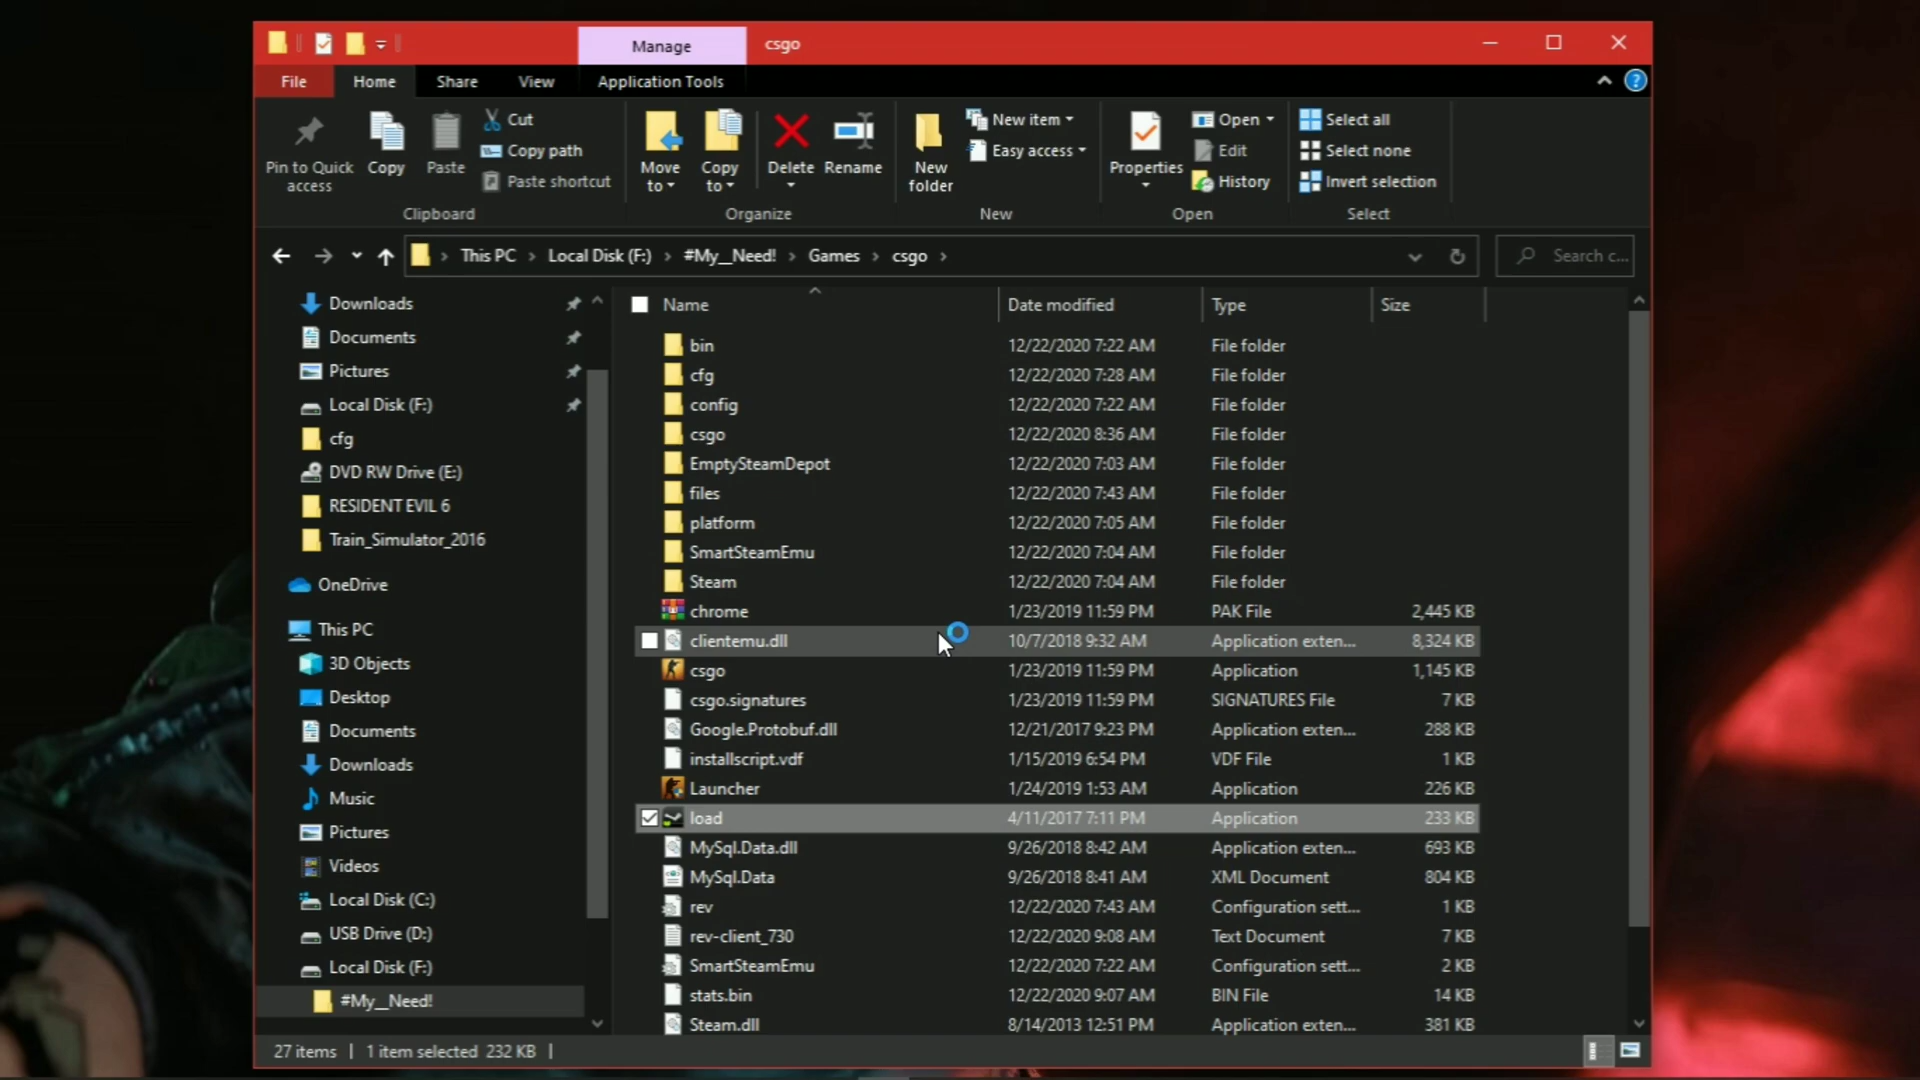 Manage
csgo
File
Home
Share
View
Application Tools
?
Pin to Quick access
Copy
Paste
Cut
Copy path
Paste shortcut
Clipboard
Move to
Copy to
Delete
Rename
Organize
New folder
New item
Easy access
New
Properties
Open
Edit
History
Open
Select all
Select none
Invert selection
Select
This PC > Local Disk (F:) > #My__Need! > Games > csgo >
Search c...
Downloads
Documents
Pictures
Local Disk (F:)
cfg
DVD RW Drive (E:)
RESIDENT EVIL 6
Train_Simulator_2016
OneDrive
This PC
3D Objects
Desktop
Documents
Downloads
Music
Pictures
Videos
Local Disk (C:)
USB Drive (D:)
Local Disk (F:)
#My__Need!
Name Date modified Type Size
bin 12/22/2020 7:22 AM File folder
cfg 12/22/2020 7:28 AM File folder
config 12/22/2020 7:22 AM File folder
csgo 12/22/2020 8:36 AM File folder
EmptySteamDepot 12/22/2020 7:03 AM File folder
files 12/22/2020 7:43 AM File folder
platform 12/22/2020 7:05 AM File folder
SmartSteamEmu 12/22/2020 7:04 AM File folder
Steam 12/22/2020 7:04 AM File folder
chrome 1/23/2019 11:59 PM PAK File 2,445 KB
clientemu.dll 10/7/2018 9:32 AM Application exten... 8,324 KB
csgo 1/23/2019 11:59 PM Application 1,145 KB
csgo.signatures 1/23/2019 11:59 PM SIGNATURES File 7 KB
Google.Protobuf.dll 12/21/2017 9:23 PM Application exten... 288 KB
installscript.vdf 1/15/2019 6:54 PM VDF File 1 KB
Launcher 1/24/2019 1:53 AM Application 226 KB
load 4/11/2017 7:11 PM Application 233 KB
MySql.Data.dll 9/26/2018 8:42 AM Application exten... 693 KB
MySql.Data 9/26/2018 8:41 AM XML Document 804 KB
rev 12/22/2020 7:43 AM Configuration sett... 1 KB
rev-client_730 12/22/2020 9:08 AM Text Document 7 KB
SmartSteamEmu 12/22/2020 7:22 AM Configuration sett... 2 KB
stats.bin 12/22/2020 9:07 AM BIN File 14 KB
Steam.dll 8/14/2013 12:51 PM Application exten... 381 KB
27 items 1 item selected 232 KB